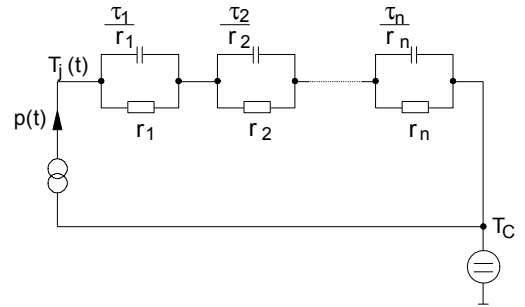 τ1/r1 τ2/r2 τn/rn
Tj(t)
r1 r2 rn
p(t)
TC